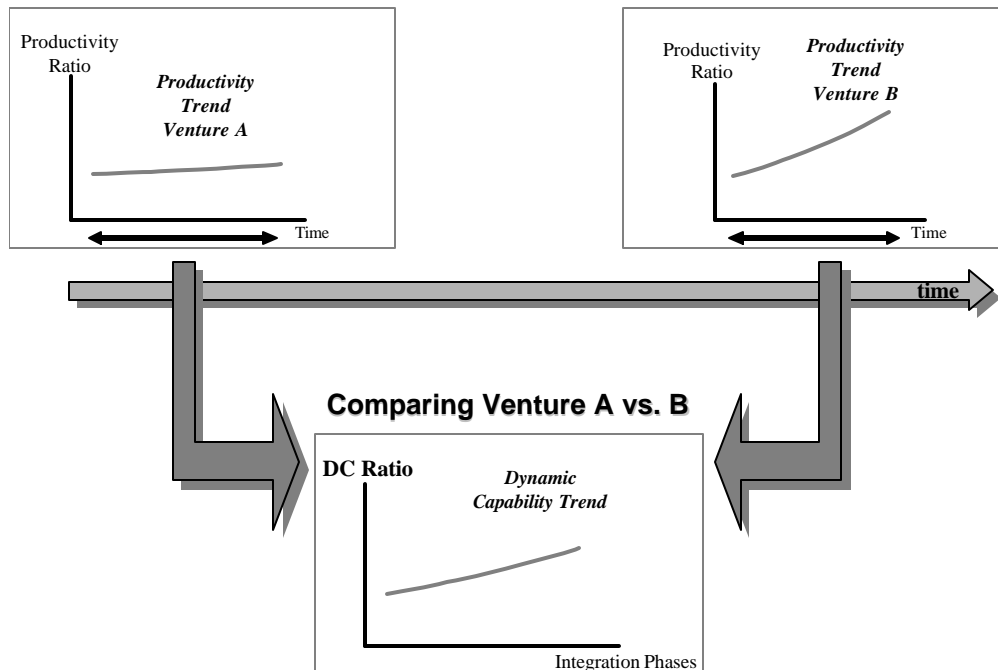 Productivity
Ratio
Productivity
Trend
Venture A
Time
Productivity
Ratio
Productivity
Trend
Venture B
Time
time
Comparing Venture A vs. B
DC Ratio
Dynamic
Capability Trend
Integration Phases